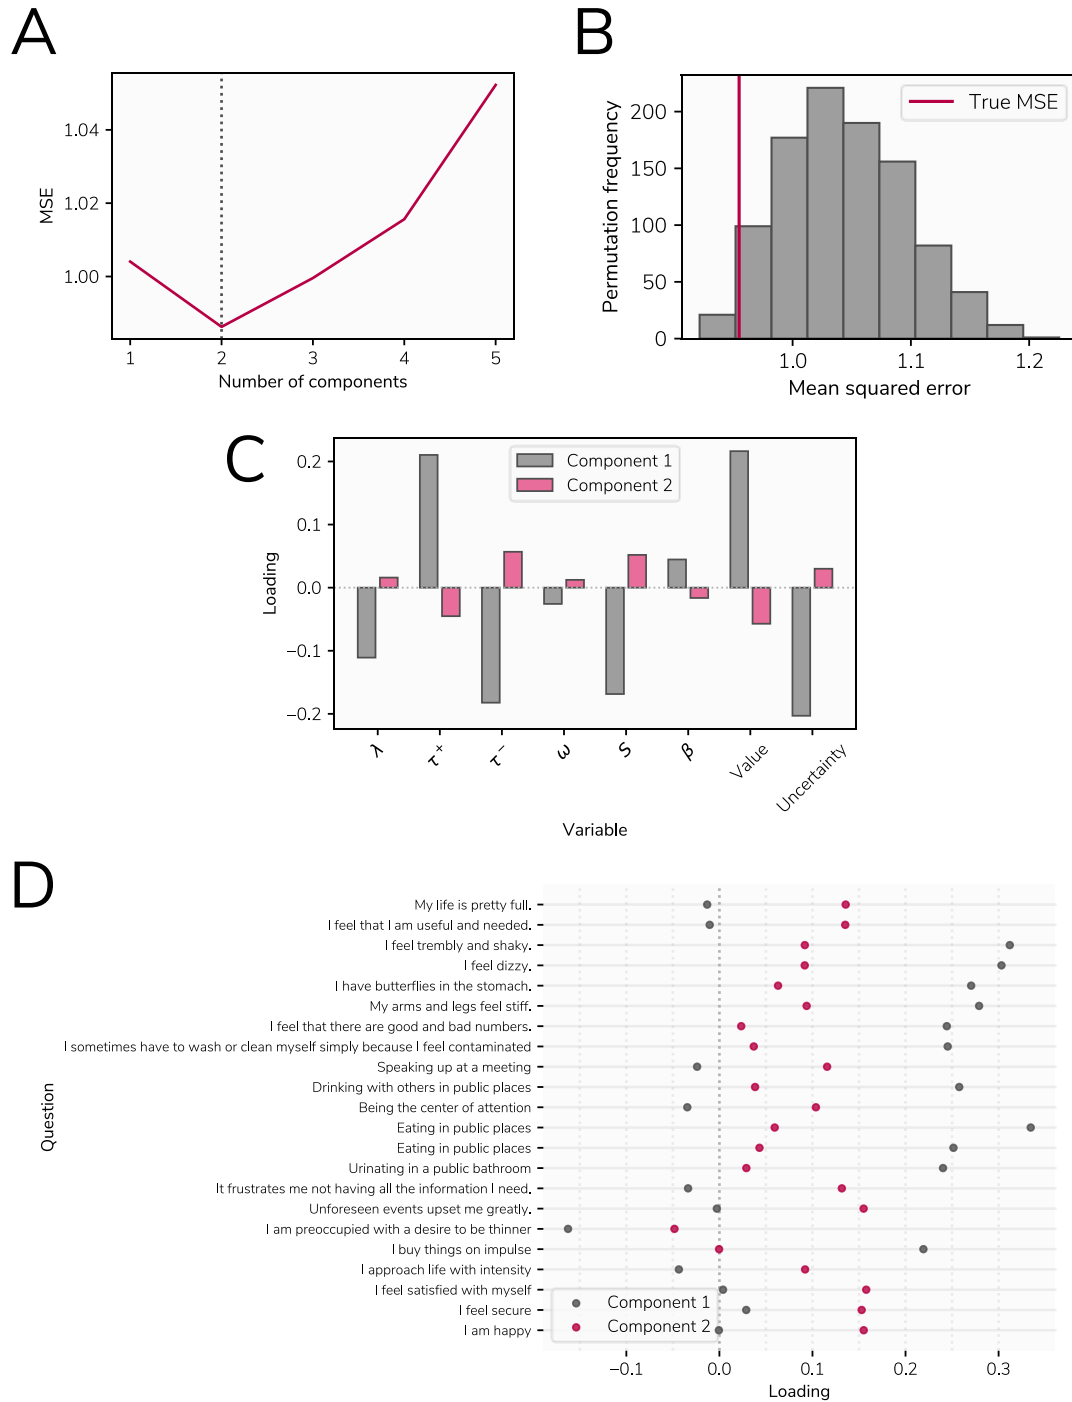 A
1.04
1.02
1.00
MSE
1 2 3 4 5
Number of components
B
True MSE
200
150
100
50
0
Permutation frequency
1.0 1.1 1.2
Mean squared error
C
Component 1
Component 2
0.2
0.1
0.0
−0.1
−0.2
Loading
λ τ⁺ τ⁻ ω S β Value Uncertainty
Variable
D
My life is pretty full.
I feel that I am useful and needed.
I feel trembly and shaky.
I feel dizzy.
I have butterflies in the stomach.
My arms and legs feel stiff.
I feel that there are good and bad numbers.
I sometimes have to wash or clean myself simply because I feel contaminated
Speaking up at a meeting
Drinking with others in public places
Being the center of attention
Eating in public places
Eating in public places
Urinating in a public bathroom
It frustrates me not having all the information I need.
Unforeseen events upset me greatly.
I am preoccupied with a desire to be thinner
I buy things on impulse
I approach life with intensity
I feel satisfied with myself
I feel secure
I am happy
Question
Component 1
Component 2
−0.1 0.0 0.1 0.2 0.3
Loading